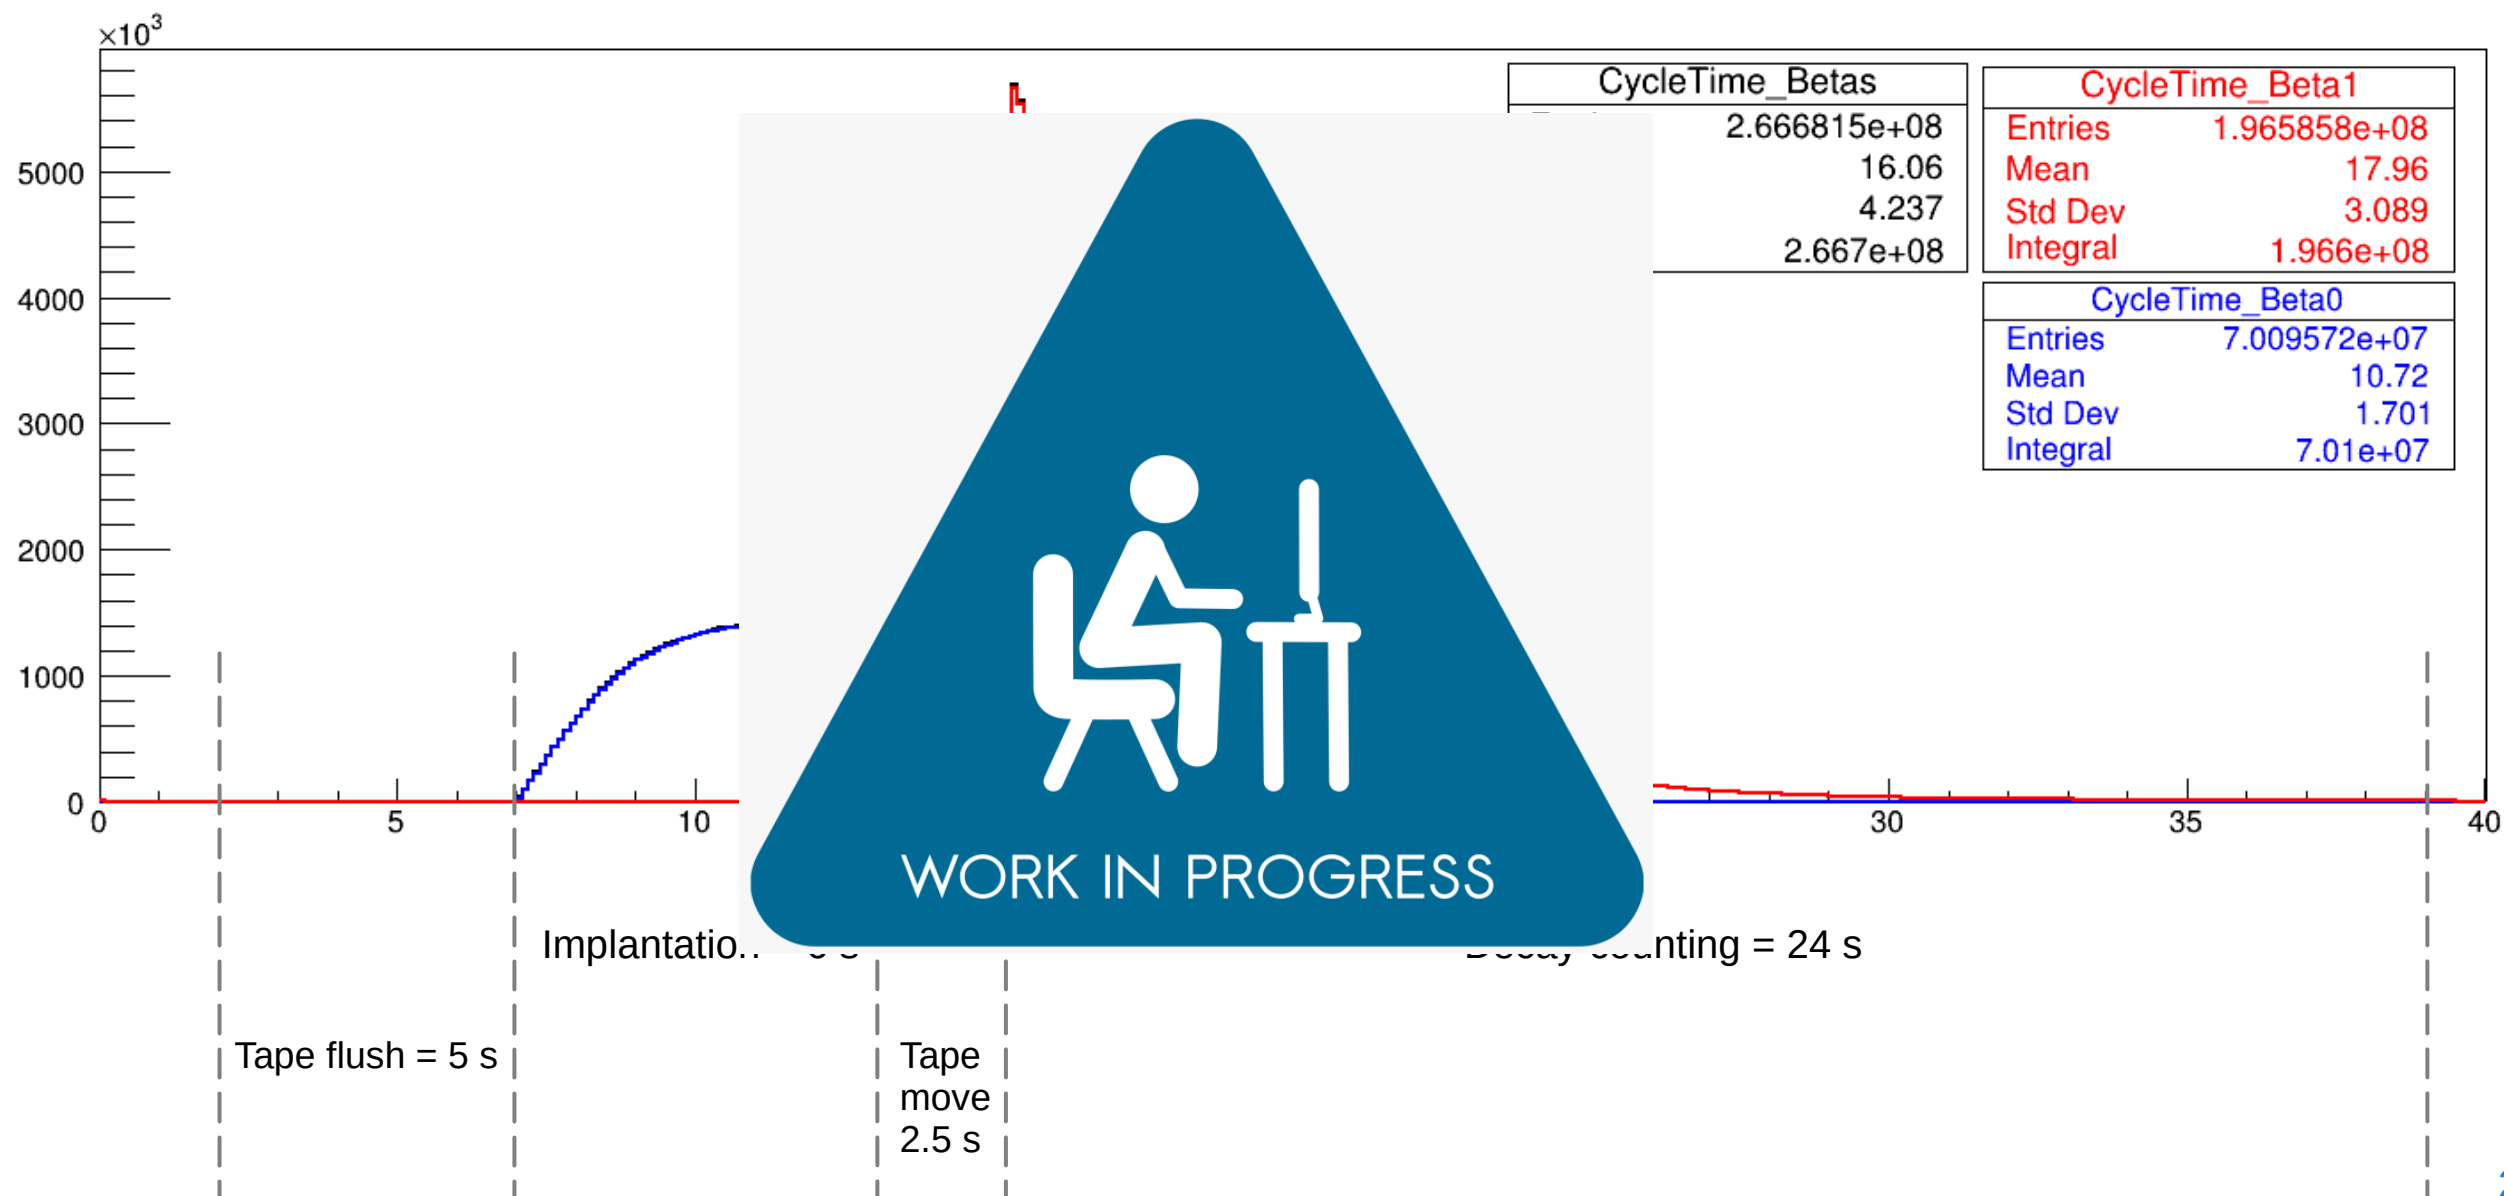 ×10³
CycleTime_Betas
2.666815e+08
16.06
4.237
2.667e+08
CycleTime_Beta1
Entries 1.965858e+08
Mean 17.96
Std Dev 3.089
Integral 1.966e+08
CycleTime_Beta0
Entries 7.009572e+07
Mean 10.72
Std Dev 1.701
Integral 7.01e+07
5000
4000
3000
2000
1000
0
0 5 10 30 35 40
WORK IN PROGRESS
Implantation
Decay counting = 24 s
Tape flush = 5 s
Tape
move
2.5 s